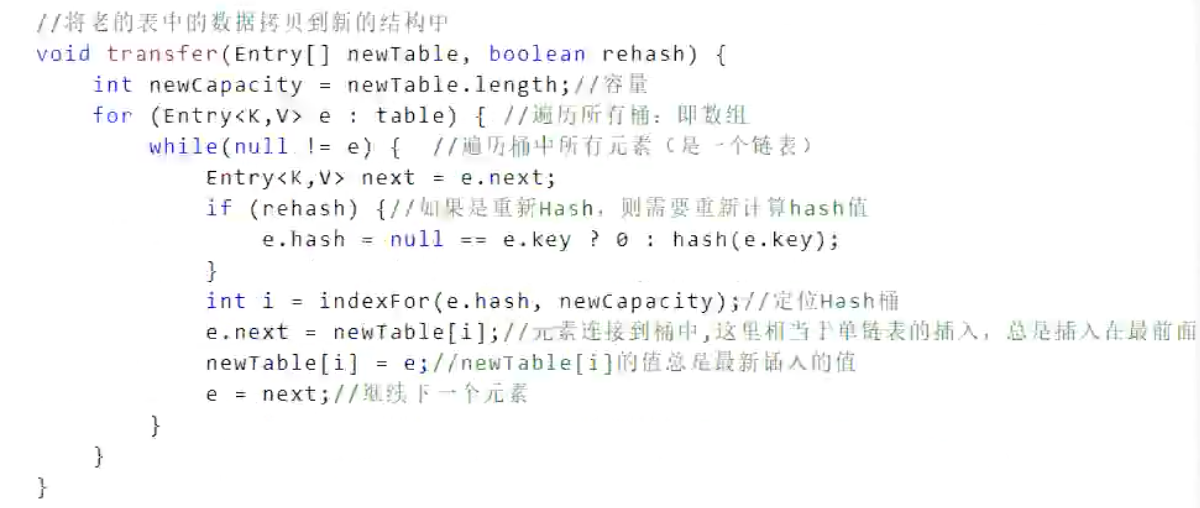 //将老的表中的数据拷贝到新的结构中
void transfer(Entry[] newTable, boolean rehash) {
    int newCapacity = newTable.length;//容量
    for (Entry<K,V> e : table) { //遍历所有桶：即数组
        while(null != e) {  //遍历桶中所有元素（是一个链表）
            Entry<K,V> next = e.next;
            if (rehash) {//如果是重新Hash，则需要重新计算hash值
                e.hash = null == e.key ? 0 : hash(e.key);
            }
            int i = indexFor(e.hash, newCapacity);//定位Hash桶
            e.next = newTable[i];//元素连接到桶中,这里相当于单链表的插入，总是插入在最前面
            newTable[i] = e;//newTable[i]的值总是最新插入的值
            e = next;//继续下一个元素
        }
    }
}